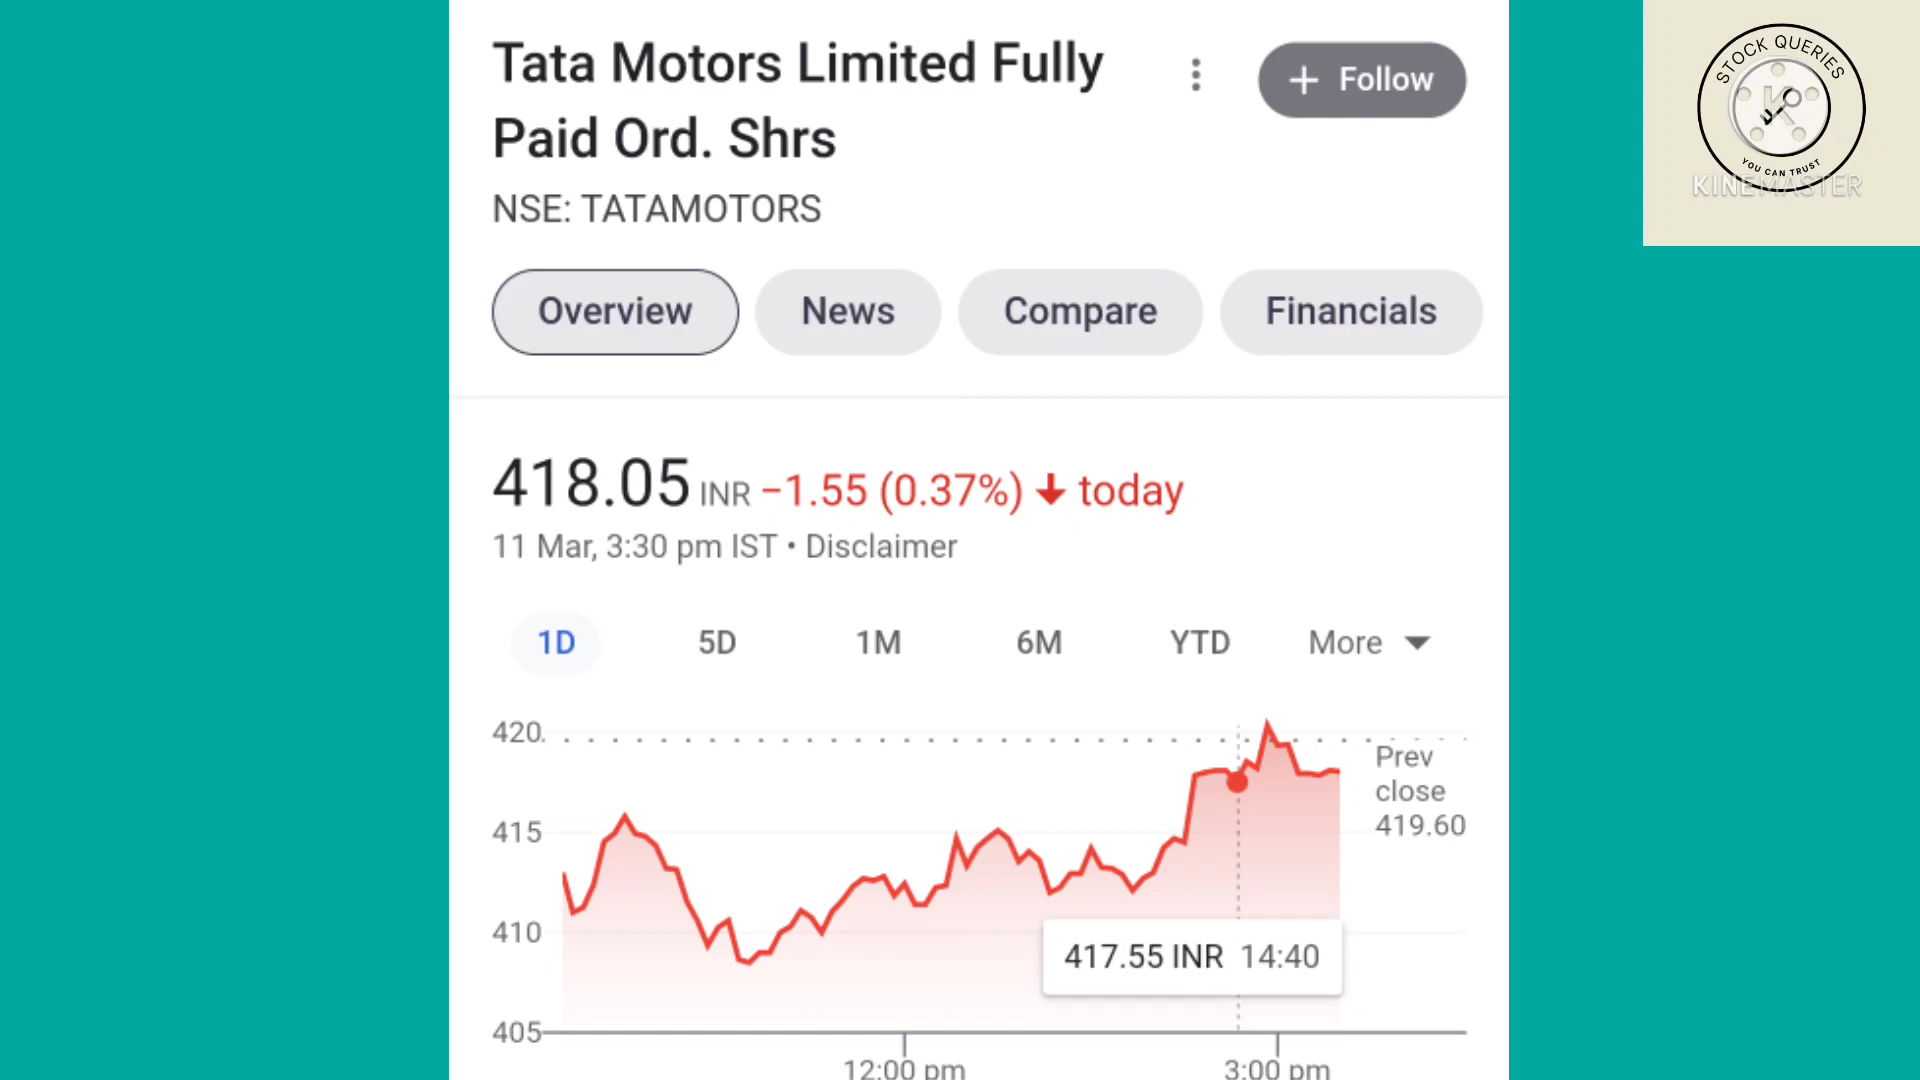 Tata Motors Limited Fully
Paid Ord. Shrs
+ Follow
NSE: TATAMOTORS
Overview
News
Compare
Financials
418.05 INR −1.55 (0.37%) ↓ today
11 Mar, 3:30 pm IST • Disclaimer
1D
5D
1M
6M
YTD
More
420
415
410
405
Prev
close
419.60
417.55 INR 14:40
12:00 pm
3:00 pm
STOCK QUERIES
K
YOU CAN TRUST
KINEMASTER